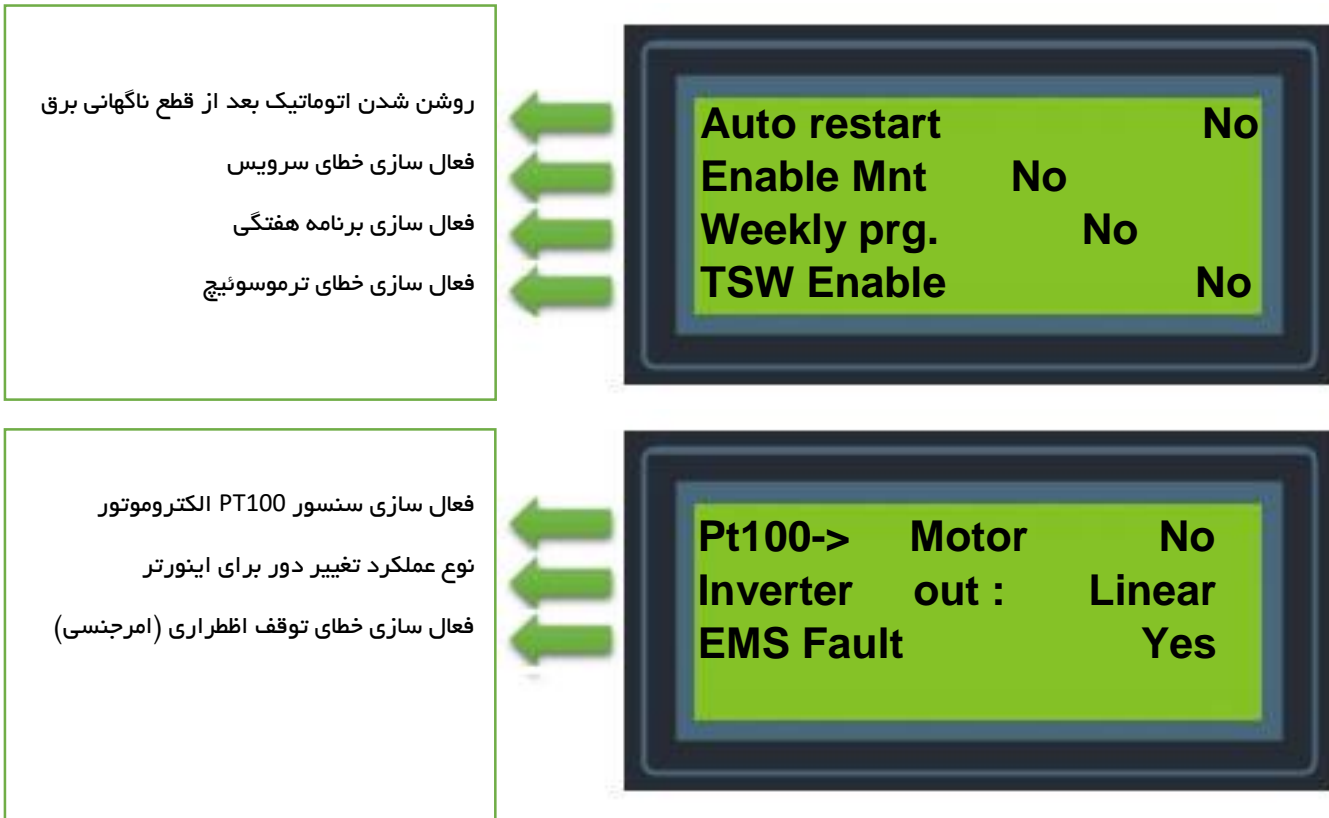 روشن شدن اتوماتیک بعد از قطع ناگهانی برق
فعال سازی خطای سرویس
فعال سازی برنامه هفتگی
فعال سازی خطای ترموسوئیچ
Auto restart No
Enable Mnt No
Weekly prg. No
TSW Enable No
فعال سازی سنسور PT100 الکتروموتور
نوع عملکرد تغییر دور برای اینورتر
فعال سازی خطای توقف اظطراری (امرجنسی)
Pt100-> Motor No
Inverter out : Linear
EMS Fault Yes